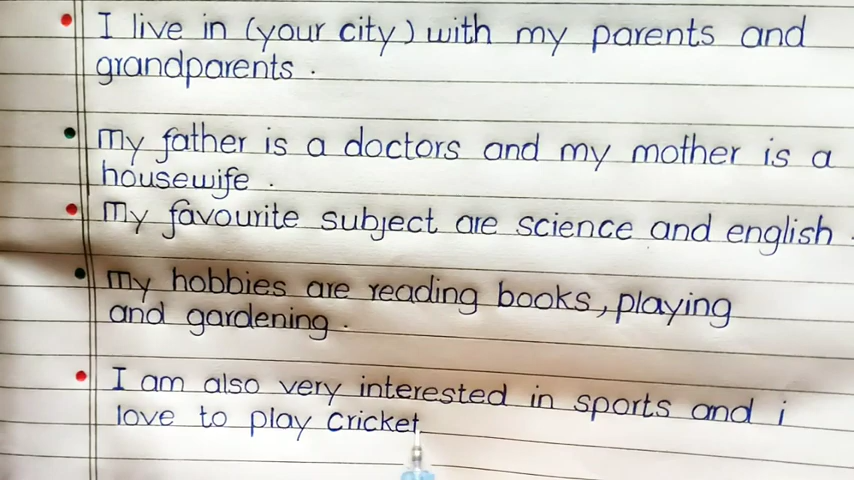 • I live in (your city) with my parents and
grandparents.
• My father is a doctors and my mother is a
housewife.
• My favourite subject are science and english.
• my hobbies are reading books, playing
and gardening.
• I am also very interested in sports and i
love to play cricket